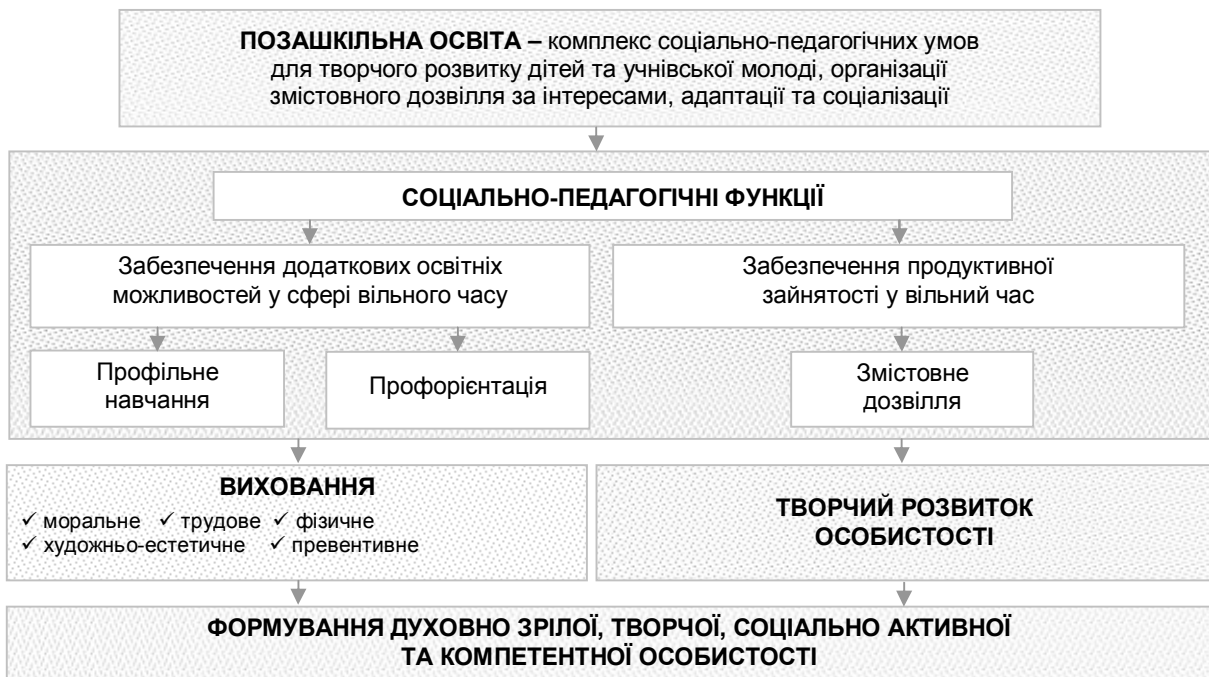 ПОЗАШКІЛЬНА ОСВІТА – комплекс соціально-педагогічних умов
для творчого розвитку дітей та учнівської молоді, організації
змістовного дозвілля за інтересами, адаптації та соціалізації
СОЦІАЛЬНО-ПЕДАГОГІЧНІ ФУНКЦІЇ
Забезпечення додаткових освітніх
можливостей у сфері вільного часу
Забезпечення продуктивної
зайнятості у вільний час
Профільне
навчання
Профорієнтація
Змістовне
дозвілля
ВИХОВАННЯ
✓ моральне ✓ трудове ✓ фізичне
✓ художньо-естетичне ✓ превентивне
ТВОРЧИЙ РОЗВИТОК
ОСОБИСТОСТІ
ФОРМУВАННЯ ДУХОВНО ЗРІЛОЇ, ТВОРЧОЇ, СОЦІАЛЬНО АКТИВНОЇ
ТА КОМПЕТЕНТНОЇ ОСОБИСТОСТІ